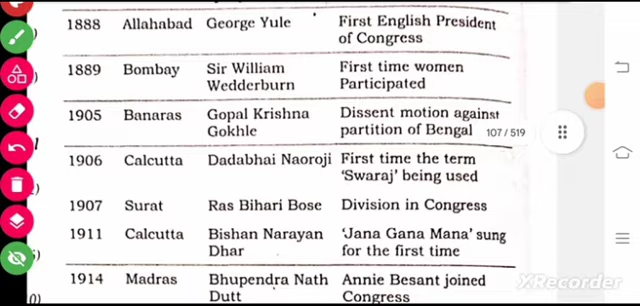 1888 Allahabad George Yule First English President
of Congress
1889 Bombay Sir William First time women
Wedderburn Participated
1905 Banaras Gopal Krishna Dissent motion against
Gokhle partition of Bengal 107 / 519
1906 Calcutta Dadabhai Naoroji First time the term
‘Swaraj’ being used
1907 Surat Ras Bihari Bose Division in Congress
1911 Calcutta Bishan Narayan ‘Jana Gana Mana’ sung
Dhar for the first time
1914 Madras Bhupendra Nath Annie Besant joined
Dutt Congress
XRecorder